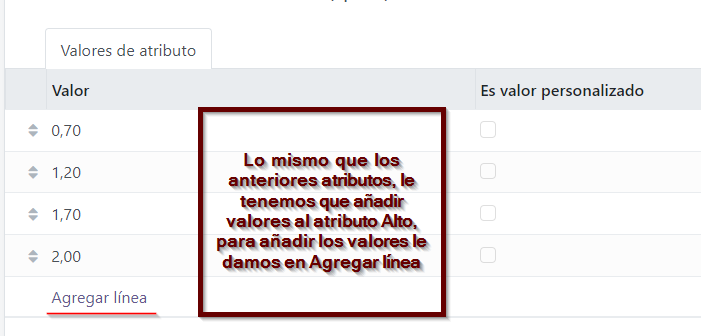 Valores de atributo
Valor
Es valor personalizado
0,70
1,20
1,70
2,00
Agregar línea
Lo mismo que los
anteriores atributos, le
tenemos que añadir
valores al atributo Alto,
para añadir los valores le
damos en Agregar línea